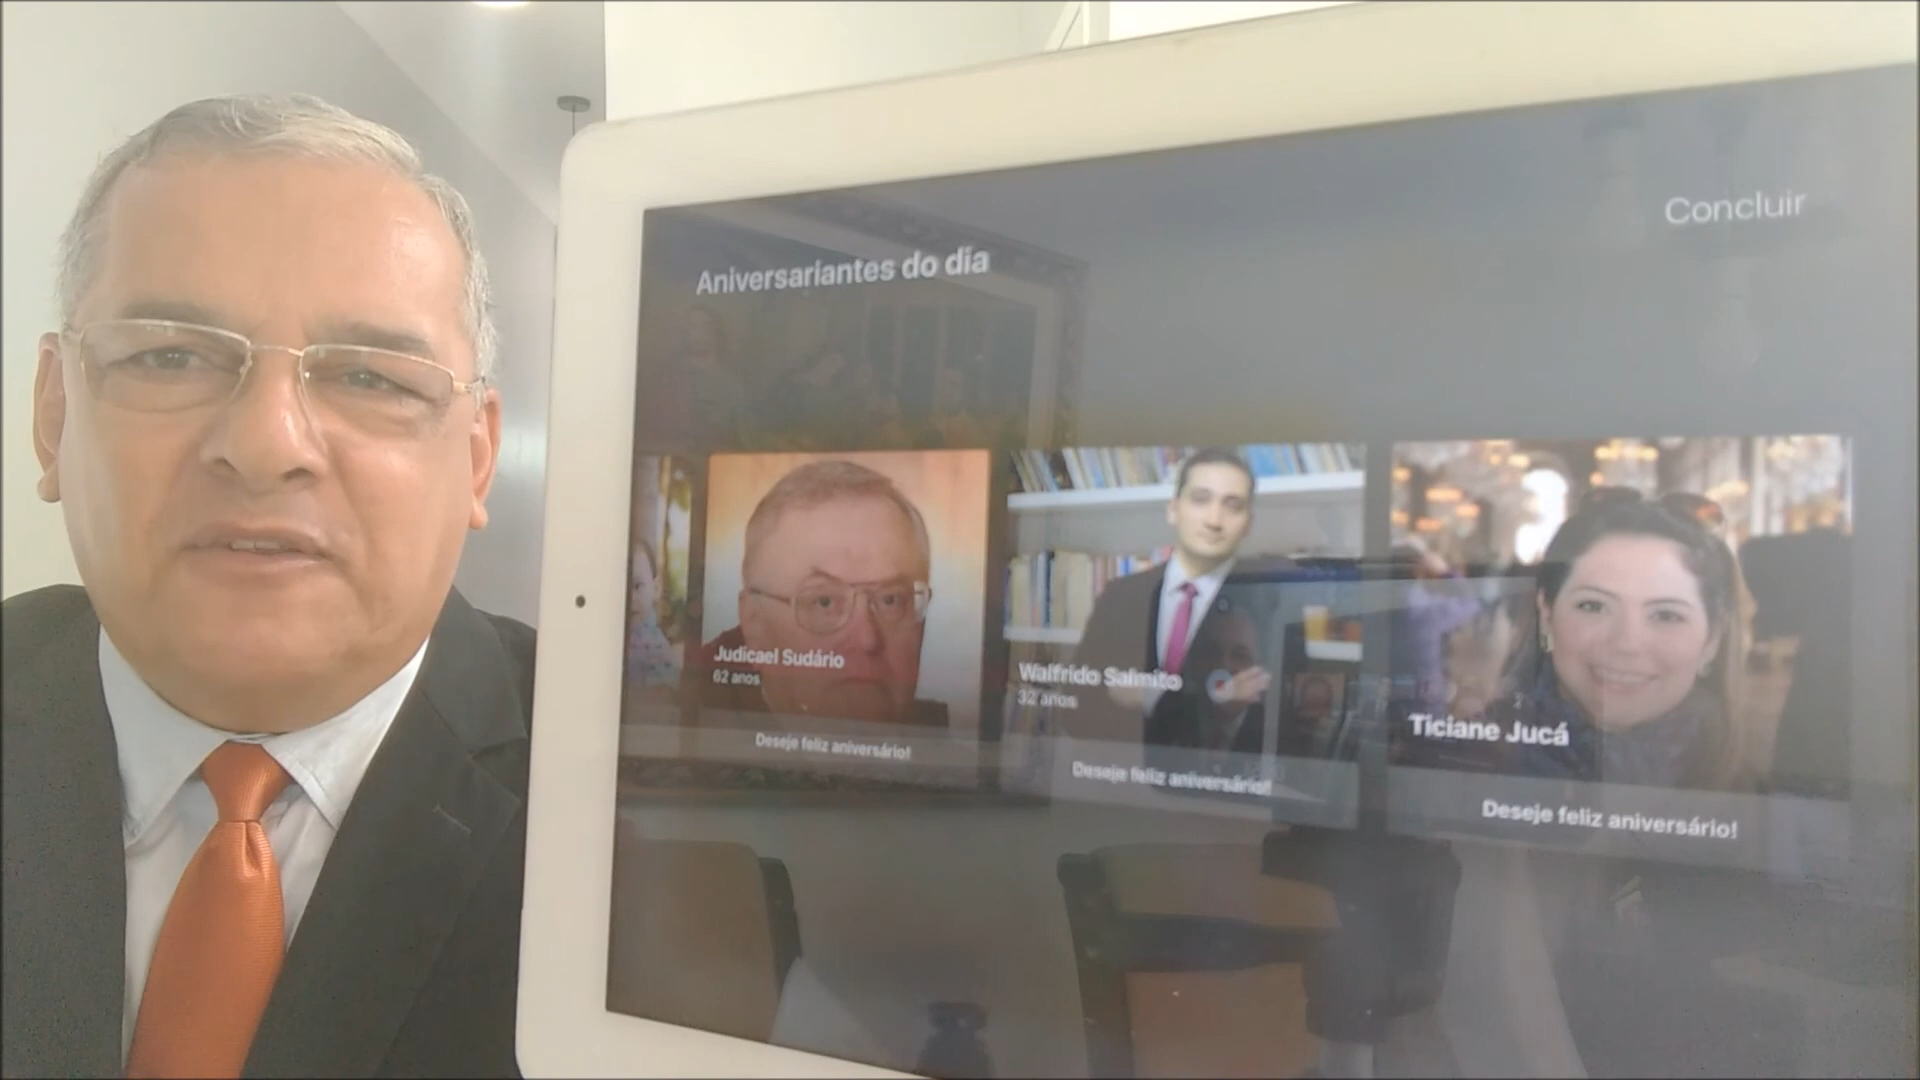 Concluir
Aniversariantes do dia
Judicael Sudário
62 anos
Deseje feliz aniversário!
Walfrido Salmito
32 anos
Deseje feliz aniversário!
Ticiane Jucá
Deseje feliz aniversário!